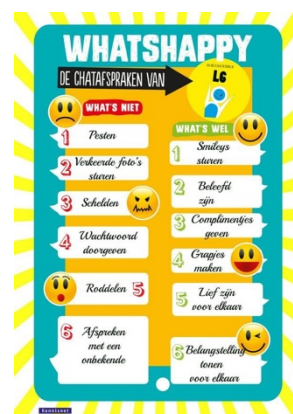 WHATSHAPPY
DE CHATAFSPRAKEN VAN
L6
WHAT'S NIET
1 Pesten
2 Verkeerde foto's
sturen
3 Schelden
4 Wachtwoord
doorgeven
Roddelen 5
6 Afspreken
met een
onbekende
WHAT'S WEL
1 Smileys
sturen
2 Beleefd
zijn
3 Complimentjes
geven
4 Grapjes
maken
5 Lief zijn
voor elkaar
6 Belangstelling
tonen
voor elkaar
Kennisnet